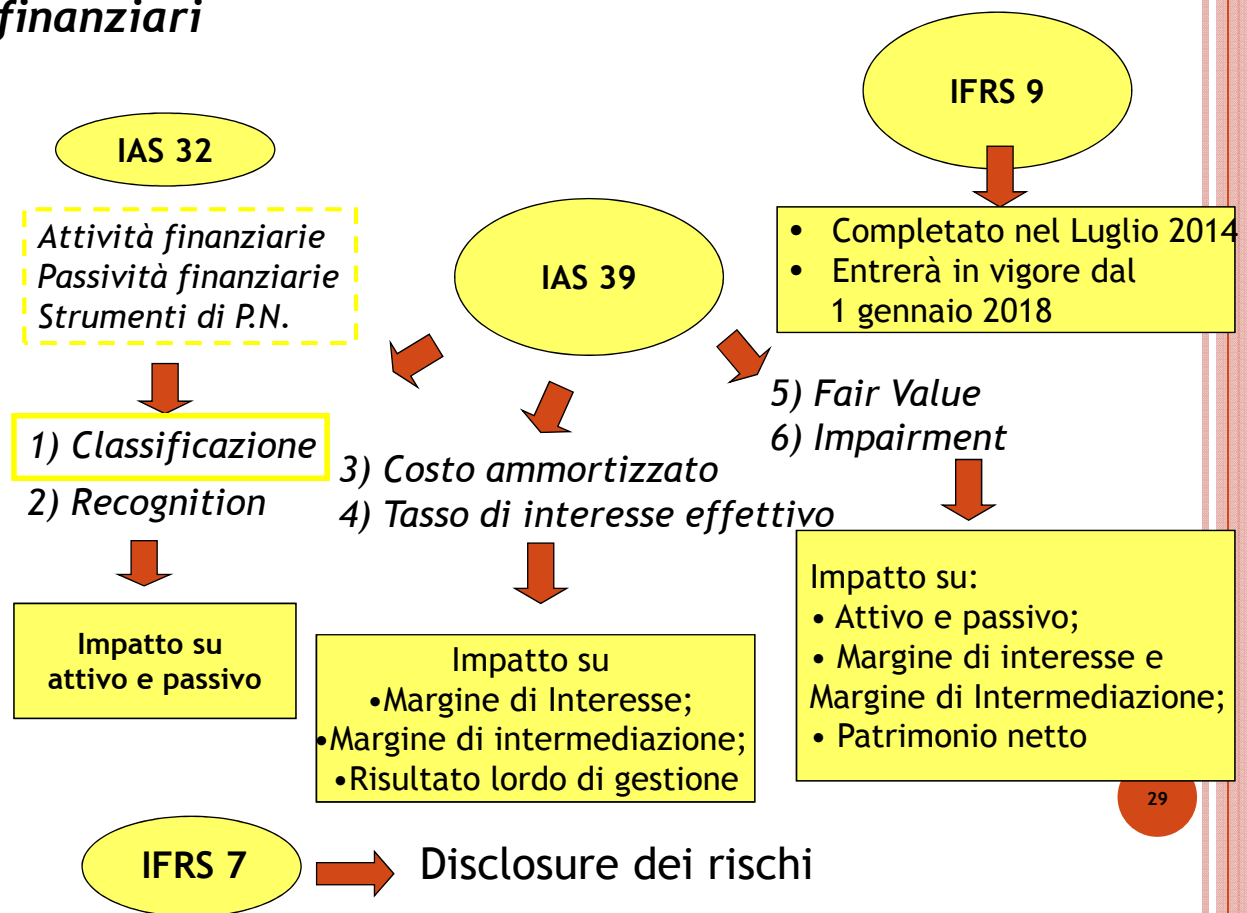 finanziari
IFRS 9
IAS 32
Attività finanziarie
Passività finanziarie
Strumenti di P.N.
IAS 39
• Completato nel Luglio 2014
• Entrerà in vigore dal
1 gennaio 2018
1) Classificazione
2) Recognition
3) Costo ammortizzato
4) Tasso di interesse effettivo
5) Fair Value
6) Impairment
Impatto su
attivo e passivo
Impatto su
•Margine di Interesse;
•Margine di intermediazione;
•Risultato lordo di gestione
Impatto su:
• Attivo e passivo;
• Margine di interesse e
Margine di Intermediazione;
• Patrimonio netto
29
IFRS 7
Disclosure dei rischi